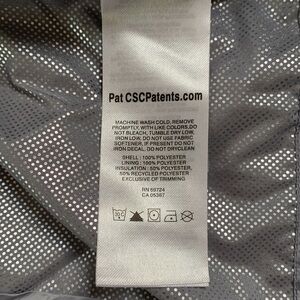 Pat CSCPatents.com
MACHINE WASH COLD, REMOVE
PROMPTLY, WITH LIKE COLORS, DO
NOT BLEACH, TUMBLE DRY LOW,
IRON LOW, DO NOT USE FABRIC
SOFTENER, IF PRESENT DO NOT
IRON DECAL, DO NOT DRYCLEAN
SHELL : 100% POLYESTER
LINING : 100% POLYESTER
INSULATION : 50% POLYESTER,
50% RECYCLED POLYESTER
EXCLUSIVE OF TRIMMING
RN 69724
CA 05367